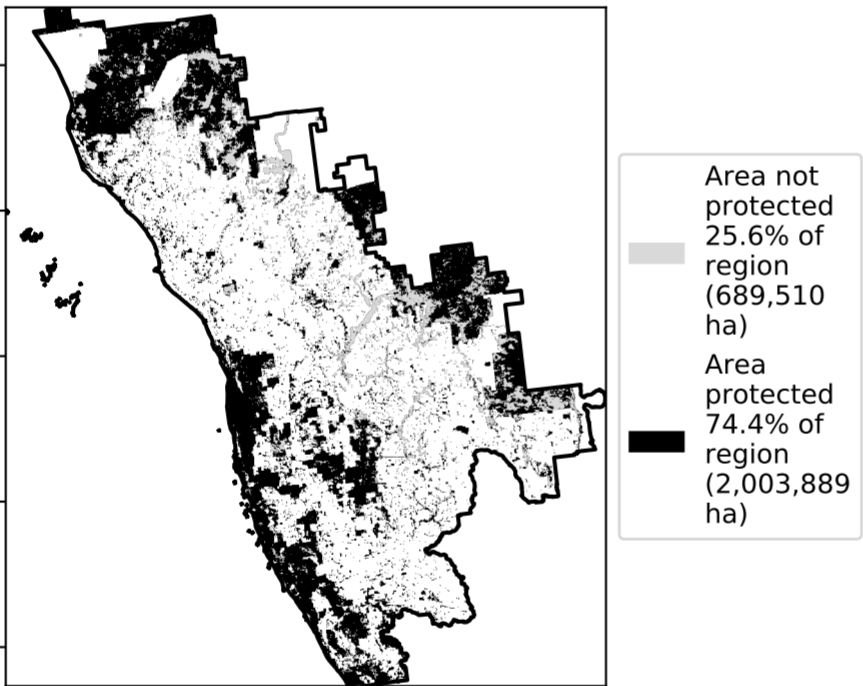 Area not
protected
25.6% of
region
(689,510
ha)
Area
protected
74.4% of
region
(2,003,889
ha)